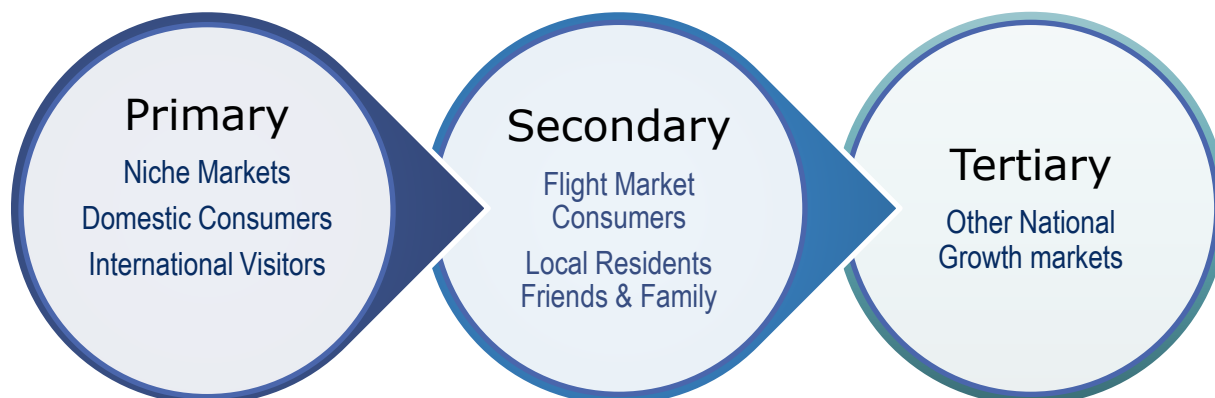 Primary
Niche Markets
Domestic Consumers
International Visitors
Secondary
Flight Market
Consumers
Local Residents
Friends & Family
Tertiary
Other National
Growth markets